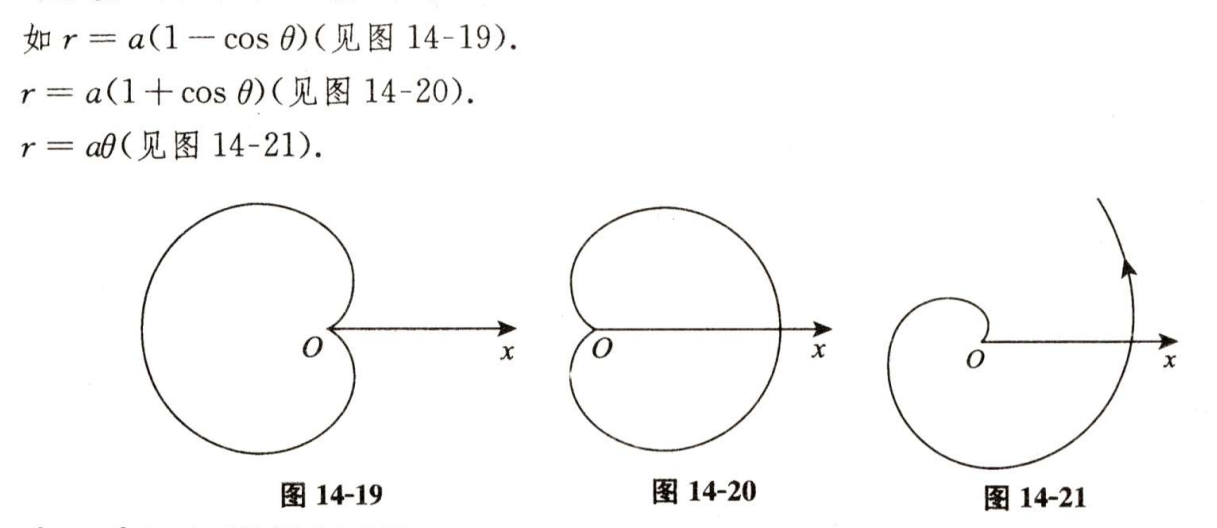 如 r = a(1－cos θ)(见图 14-19).
r = a(1＋cos θ)(见图 14-20).
r = aθ(见图 14-21).
O x
O x
O x
图 14-19
图 14-20
图 14-21